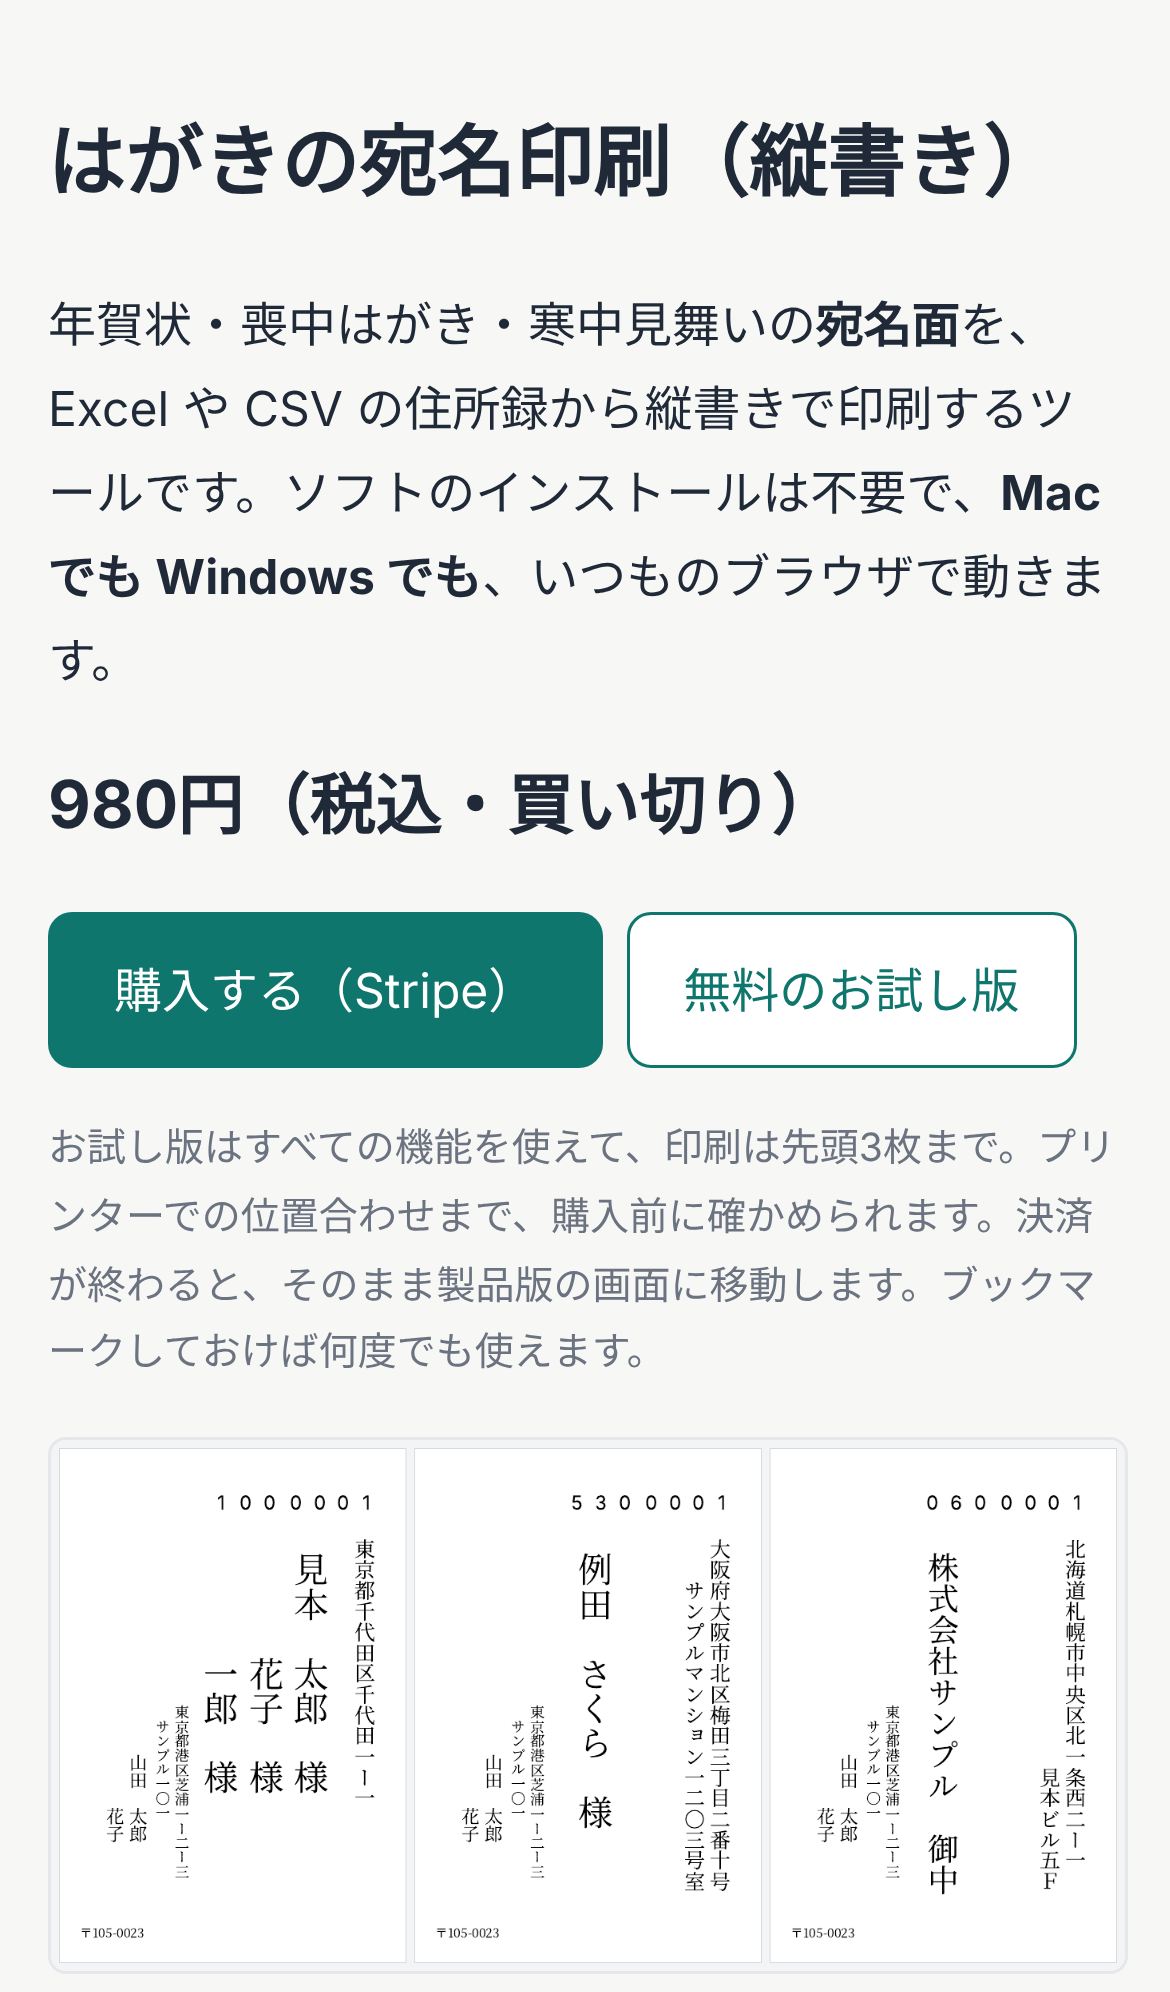 はがきの宛名印刷（縦書き）
年賀状・喪中はがき・寒中見舞いの宛名面を、
Excel や CSV の住所録から縦書きで印刷するツ
ールです。ソフトのインストールは不要で、Mac
でも Windows でも、いつものブラウザで動きま
す。
980円（税込・買い切り）
購入する（Stripe）
無料のお試し版
お試し版はすべての機能を使えて、印刷は先頭3枚まで。プリ
ンターでの位置合わせまで、購入前に確かめられます。決済
が終わると、そのまま製品版の画面に移動します。ブックマ
ークしておけば何度でも使えます。
1000001
東京都千代田区千代田一ー一
見本　太郎　様
花子　様
一郎　様
東京都港区芝浦一ー二ー三
サンプル一〇一
山田　太郎
花子
〒105-0023
5300001
大阪府大阪市北区梅田三丁目二番十号
サンプルマンション一二〇三号室
例田　さくら　様
東京都港区芝浦一ー二ー三
サンプル一〇一
山田　太郎
花子
〒105-0023
0600001
北海道札幌市中央区北一条西二ー一
見本ビル五F
株式会社サンプル　御中
東京都港区芝浦一ー二ー三
サンプル一〇一
山田　太郎
花子
〒105-0023